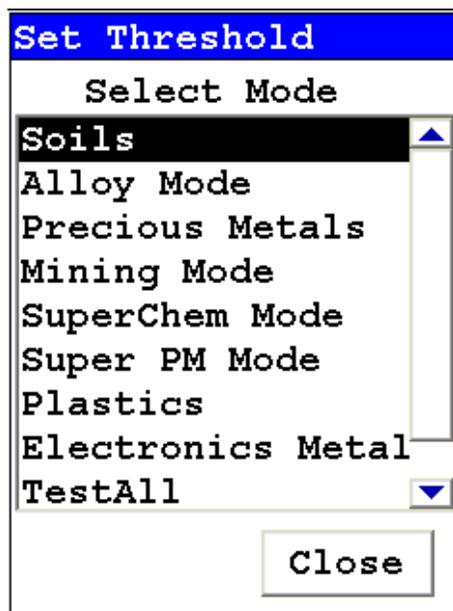 Set Threshold
Select Mode
Soils
Alloy Mode
Precious Metals
Mining Mode
SuperChem Mode
Super PM Mode
Plastics
Electronics Metal
TestAll
Close